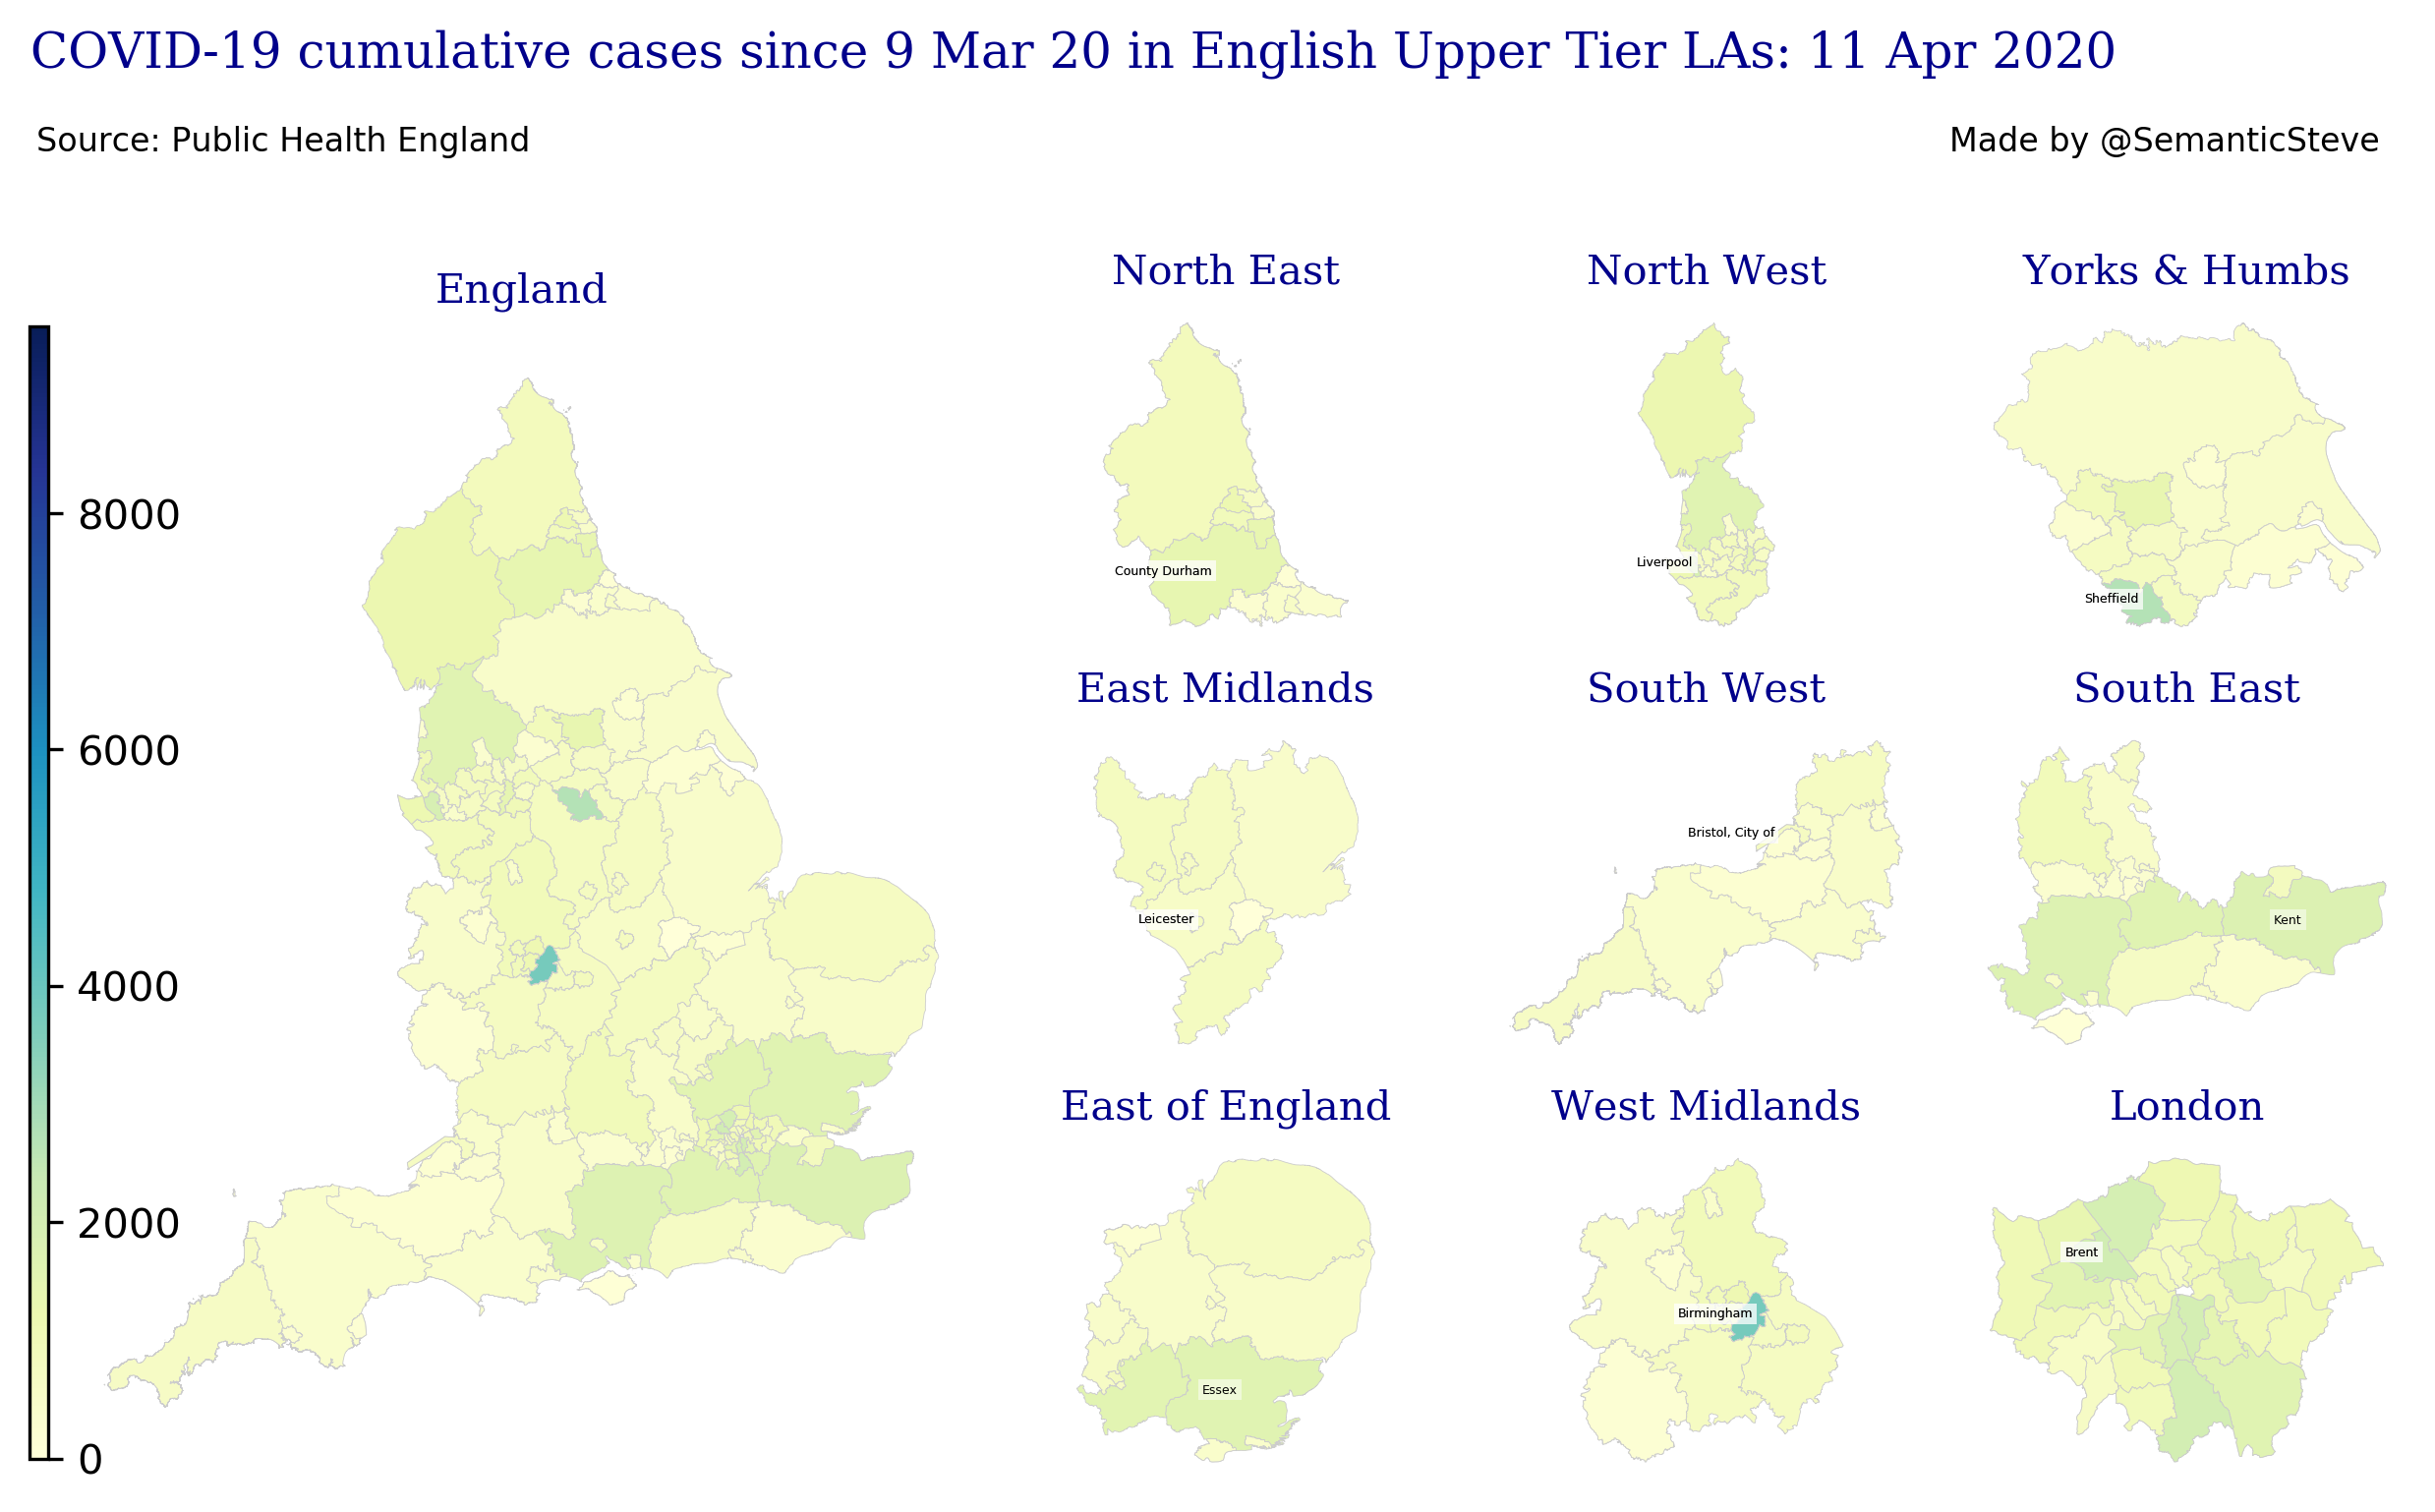 COVID-19 cumulative cases since 9 Mar 20 in English Upper Tier LAs: 11 Apr 2020
Source: Public Health England
Made by @SemanticSteve
England
8000
6000
4000
2000
0
North East
County Durham
North West
Liverpool
Yorks & Humbs
Sheffield
East Midlands
Leicester
South West
Bristol, City of
South East
Kent
East of England
Essex
West Midlands
Birmingham
London
Brent